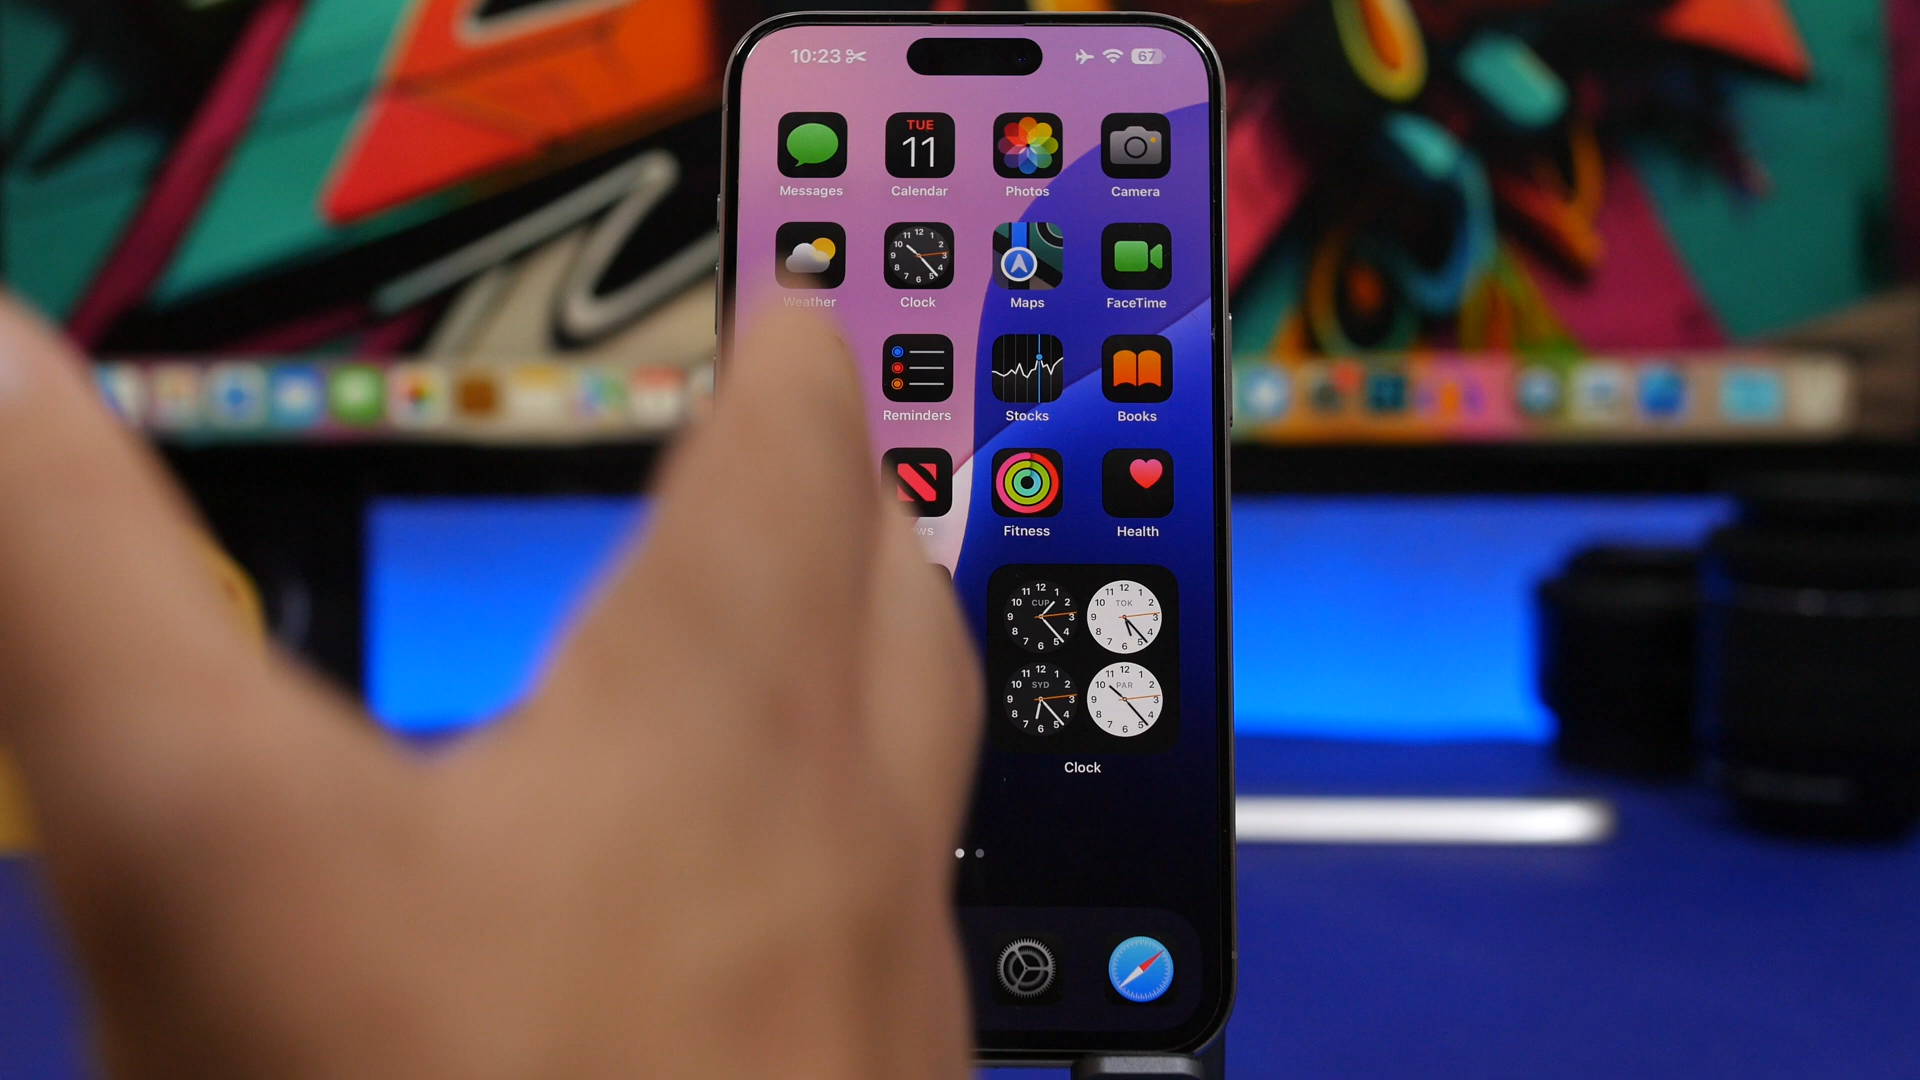 10:23
67
TUE
11
Messages
Calendar
Photos
Camera
Weather
Clock
Maps
FaceTime
Reminders
Stocks
Books
ws
Fitness
Health
CUP
TOK
SYD
PAR
Clock